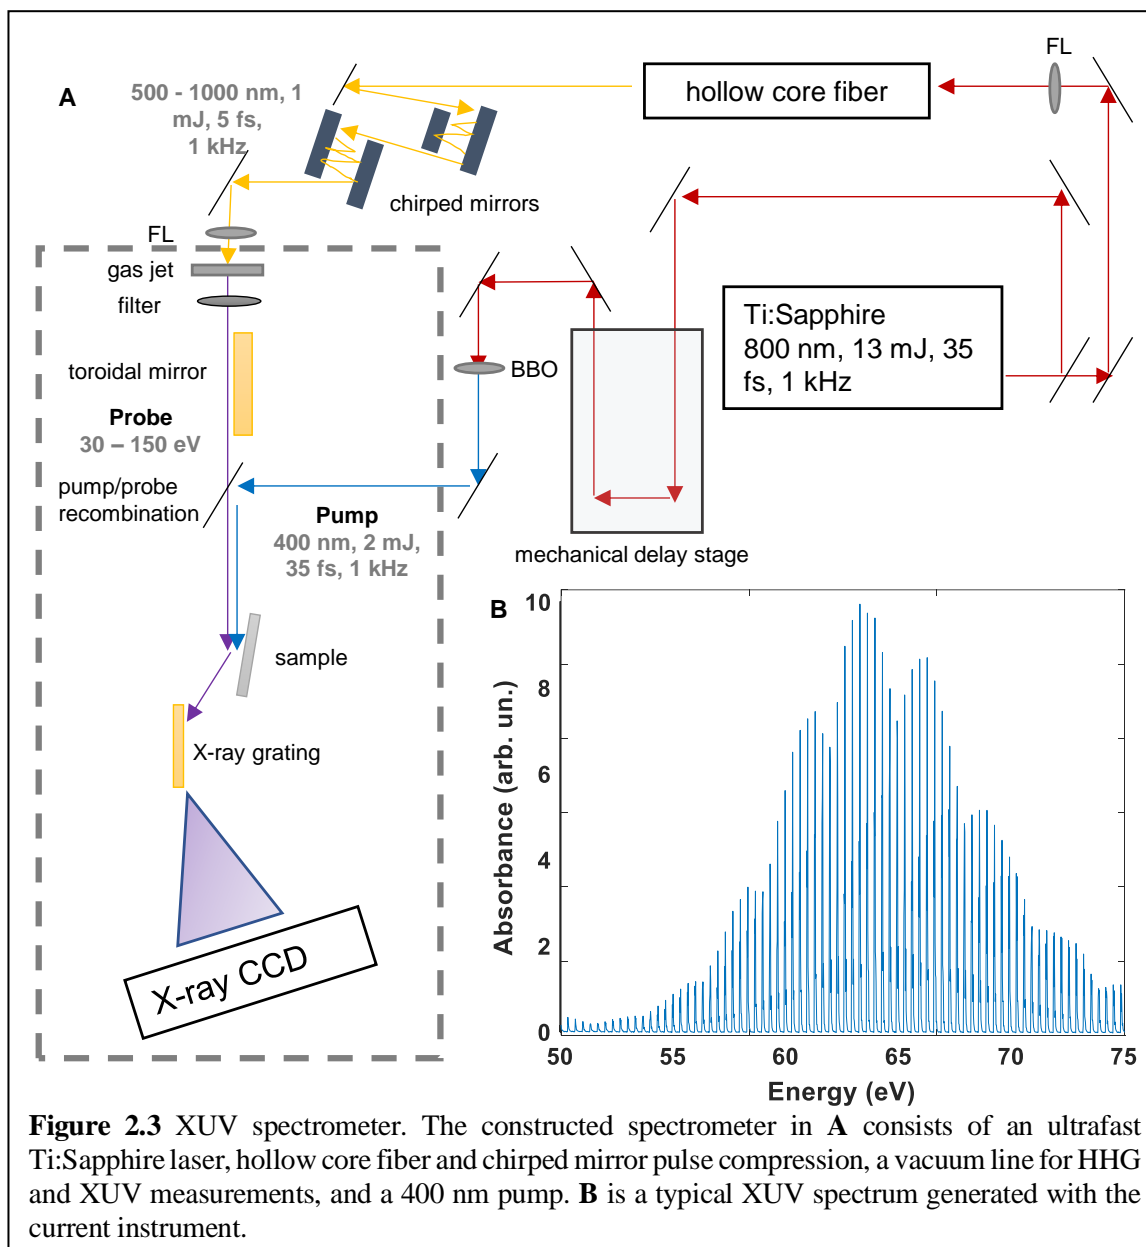 A
500 - 1000 nm, 1
mJ, 5 fs,
1 kHz
hollow core fiber
FL
chirped mirrors
FL
gas jet
filter
toroidal mirror
Probe
30 – 150 eV
pump/probe
recombination
Pump
400 nm, 2 mJ,
35 fs, 1 kHz
BBO
Ti:Sapphire
800 nm, 13 mJ, 35
fs, 1 kHz
mechanical delay stage
sample
X-ray grating
X-ray CCD
B
10
8
6
4
2
0
Absorbance (arb. un.)
50 55 60 65 70 75
Energy (eV)
Figure 2.3 XUV spectrometer. The constructed spectrometer in A consists of an ultrafast
Ti:Sapphire laser, hollow core fiber and chirped mirror pulse compression, a vacuum line for HHG
and XUV measurements, and a 400 nm pump. B is a typical XUV spectrum generated with the
current instrument.